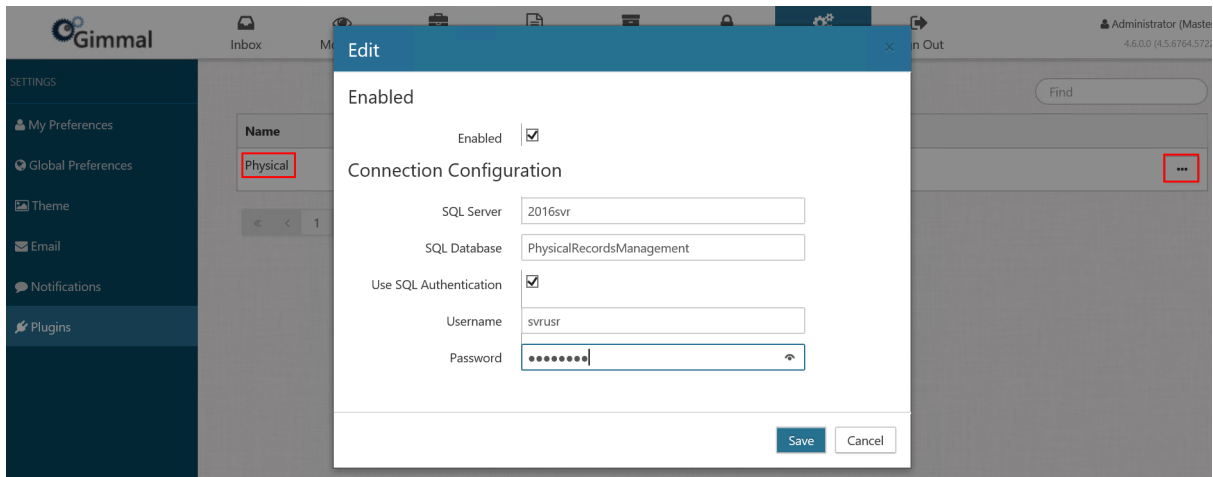 Gimmal
Inbox
Sign Out
Administrator (Master
4.6.0.0 (4.5.6764.5722
Edit
×
SETTINGS
Find
Enabled
My Preferences
Name
Enabled
Global Preferences
Physical
Connection Configuration
...
Theme
SQL Server 2016svr
« < 1
Email
SQL Database PhysicalRecordsManagement
Notifications
Use SQL Authentication
Plugins
Username svrusr
Password ●●●●●●●●
Save Cancel